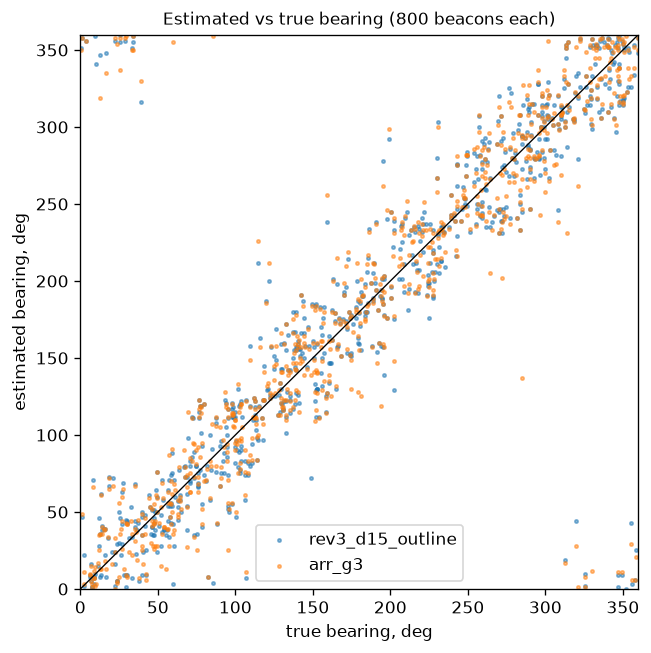 Estimated vs true bearing (800 beacons each)
350
300
250
200
150
100
50
0
estimated bearing, deg
rev3_d15_outline
arr_g3
0 50 100 150 200 250 300 350
true bearing, deg